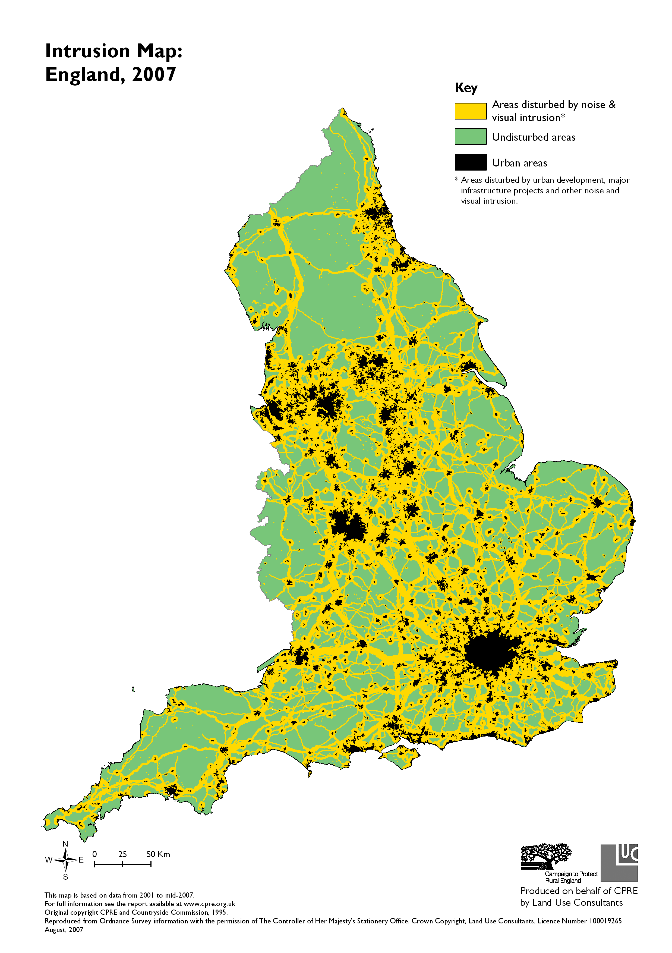 Intrusion Map:
England, 2007
Key
Areas disturbed by noise &
visual intrusion*
Undisturbed areas
Urban areas
* Areas disturbed by urban development, major
infrastructure projects and other noise and
visual intrusion.
N
W E
S
0 25 50 Km
LUC
Campaign to Protect
Rural England
Produced on behalf of CPRE
by Land Use Consultants
This map is based on data from 2001 to mid-2007.
For full information see the report available at www.cpre.org.uk
Original copyright CPRE and Countryside Commission, 1995.
Reproduced from Ordnance Survey information with the permission of The Controller of Her Majesty's Stationery Office, Crown Copyright, Land Use Consultants. Licence Number 100019265
August 2007